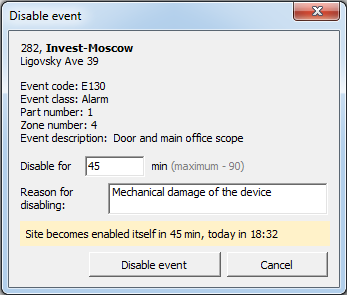 Disable event
282, Invest-Moscow
Ligovsky Ave 39
Event code: E130
Event class: Alarm
Part number: 1
Zone number: 4
Event description:  Door and main office scope
Disable for 45 min (maximum - 90)
Reason for disabling:
Mechanical damage of the device
Site becomes enabled itself in 45 min, today in 18:32
Disable event
Cancel